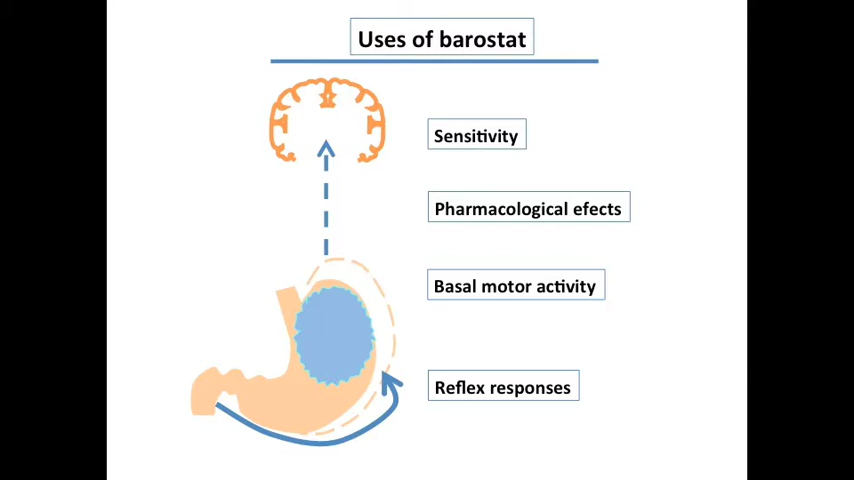 Uses of barostat
Sensitivity
Pharmacological efects
Basal motor activity
Reflex responses